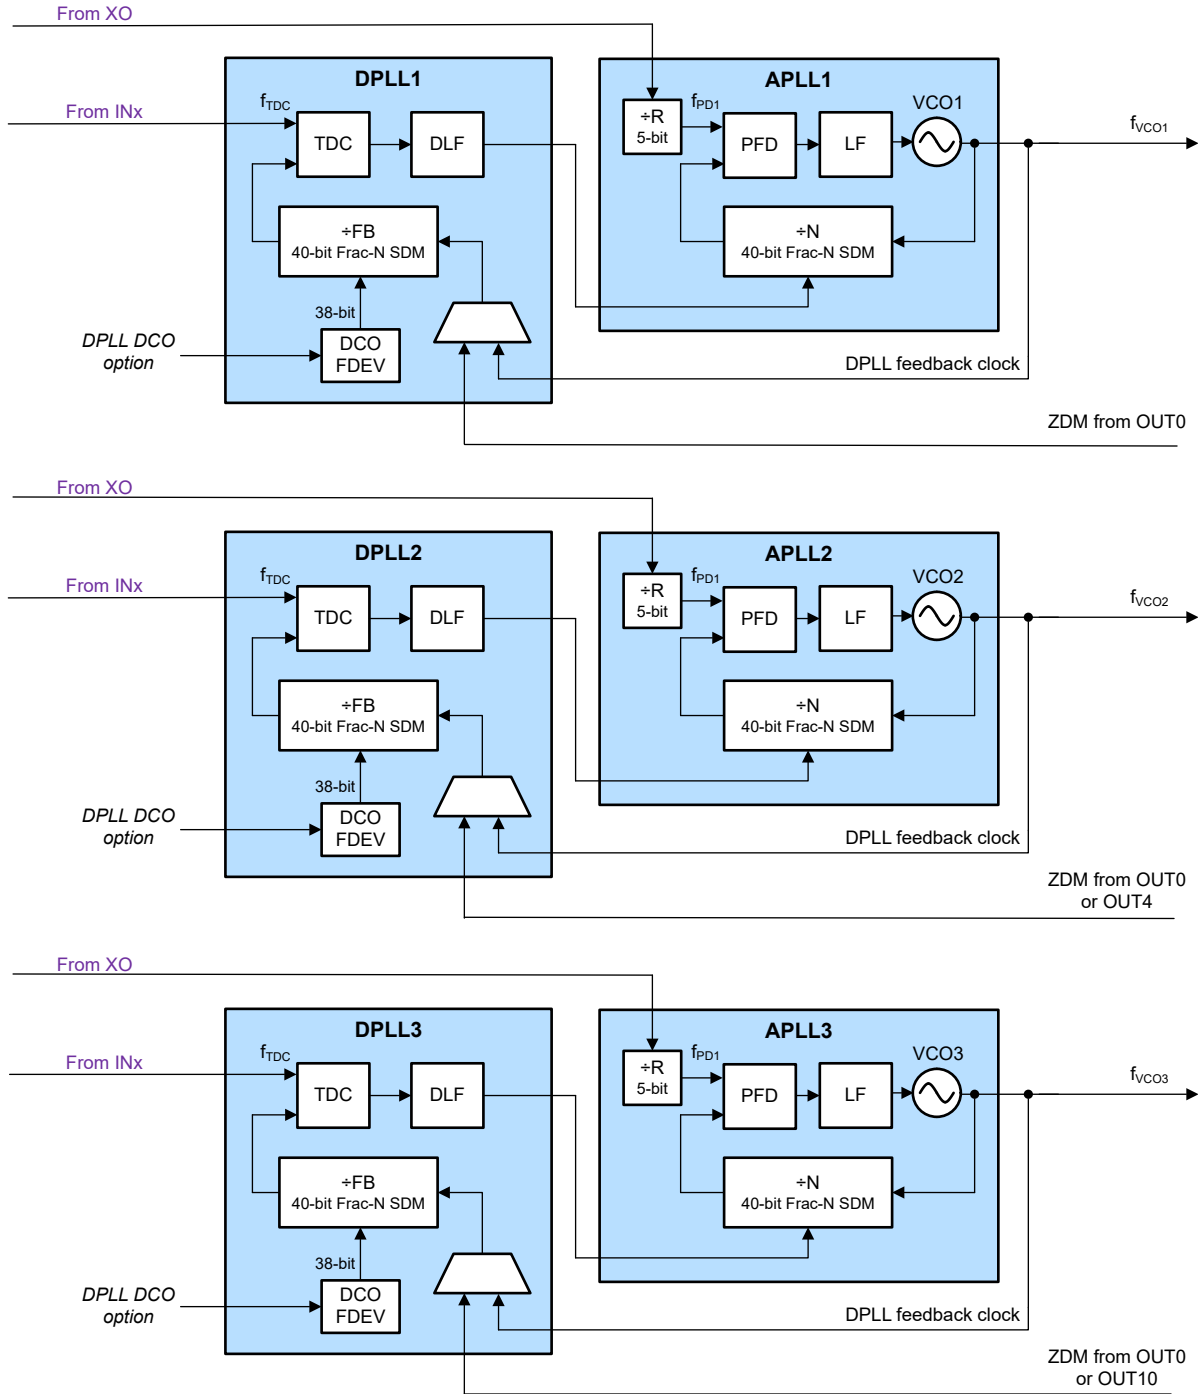 From XO
DPLL1
APLL1
From INx
fTDC
TDC
DLF
÷R
5-bit
fPD1
PFD
LF
VCO1
fVCO1
÷FB
40-bit Frac-N SDM
÷N
40-bit Frac-N SDM
38-bit
DPLL DCO
option
DCO
FDEV
DPLL feedback clock
ZDM from OUT0
From XO
DPLL2
APLL2
From INx
fTDC
TDC
DLF
÷R
5-bit
fPD1
PFD
LF
VCO2
fVCO2
÷FB
40-bit Frac-N SDM
÷N
40-bit Frac-N SDM
38-bit
DPLL DCO
option
DCO
FDEV
DPLL feedback clock
ZDM from OUT0
or OUT4
From XO
DPLL3
APLL3
From INx
fTDC
TDC
DLF
÷R
5-bit
fPD1
PFD
LF
VCO3
fVCO3
÷FB
40-bit Frac-N SDM
÷N
40-bit Frac-N SDM
38-bit
DPLL DCO
option
DCO
FDEV
DPLL feedback clock
ZDM from OUT0
or OUT10